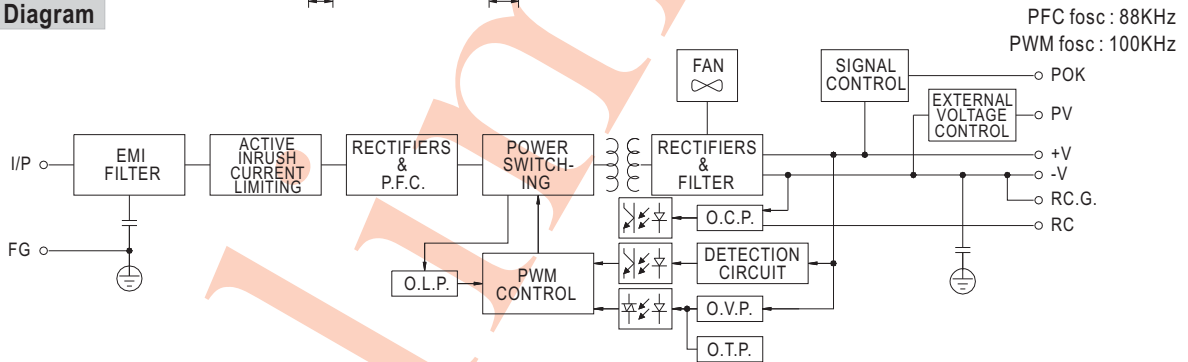 Diagram
PFC fosc : 88KHz
PWM fosc : 100KHz
FAN
SIGNAL
CONTROL
POK
EXTERNAL
VOLTAGE
CONTROL
PV
I/P
EMI
FILTER
ACTIVE
INRUSH
CURRENT
LIMITING
RECTIFIERS
&
P.F.C.
POWER
SWITCH-
ING
RECTIFIERS
&
FILTER
+V
-V
RC.G.
RC
O.C.P.
FG
O.L.P.
PWM
CONTROL
DETECTION
CIRCUIT
O.V.P.
O.T.P.